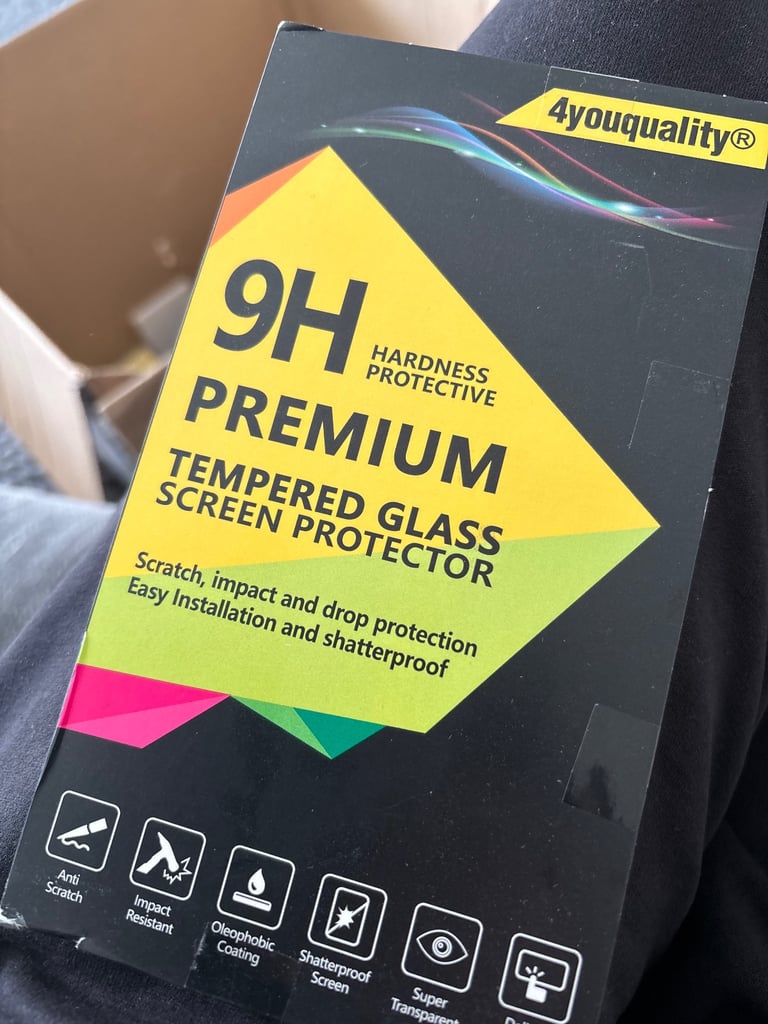 4youquality®
9H
HARDNESS
PROTECTIVE
PREMIUM
TEMPERED GLASS
SCREEN PROTECTOR
Scratch, impact and drop protection
Easy Installation and shatterproof
Anti
Scratch
Impact
Resistant
Oleophobic
Coating
Shatterproof
Screen
Super
Transparent